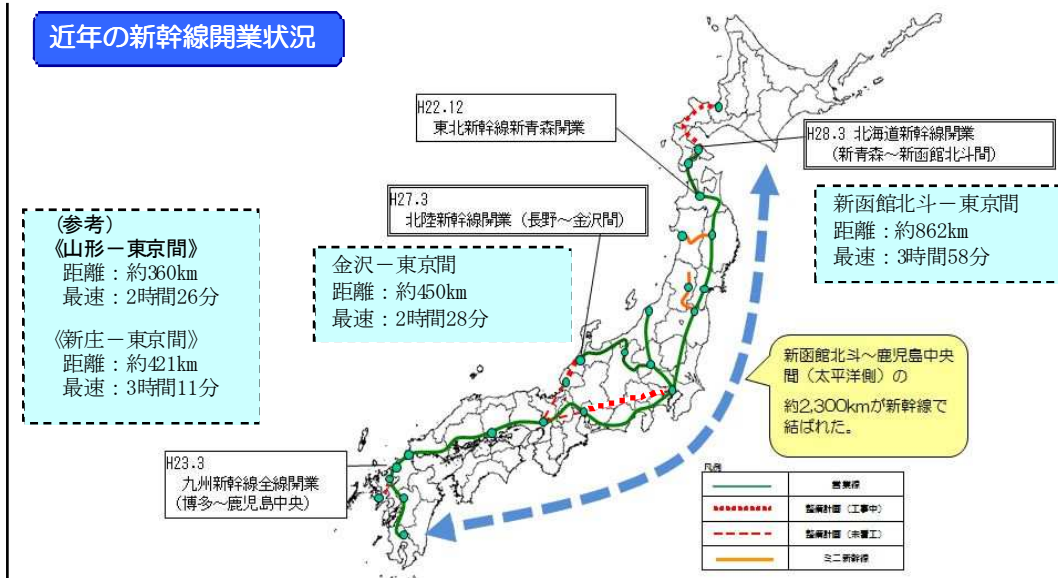 近年の新幹線開業状況
H22.12
東北新幹線新青森開業
H28.3 北海道新幹線開業
(新青森～新函館北斗間)
H27.3
北陸新幹線開業（長野～金沢間）
新函館北斗－東京間
距離：約862km
最速：3時間58分
(参考)
《山形－東京間》
距離：約360km
最速：2時間26分
《新庄－東京間》
距離：約421km
最速：3時間11分
金沢－東京間
距離：約450km
最速：2時間28分
新函館北斗～鹿児島中央
間（太平洋側）の
約2,300kmが新幹線で
結ばれた。
H23.3
九州新幹線全線開業
(博多～鹿児島中央)
凡例
営業線
整備計画（工事中）
整備計画（未着工）
ミニ新幹線